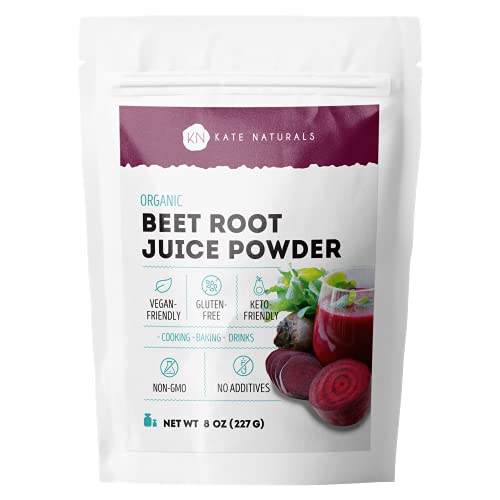 KN KATE NATURALS
ORGANIC
BEET ROOT
JUICE POWDER
VEGAN-
FRIENDLY
GLUTEN-
FREE
KETO-
FRIENDLY
- COOKING - BAKING - DRINKS
NON-GMO
NO ADDITIVES
NET WT 8 OZ (227 G)